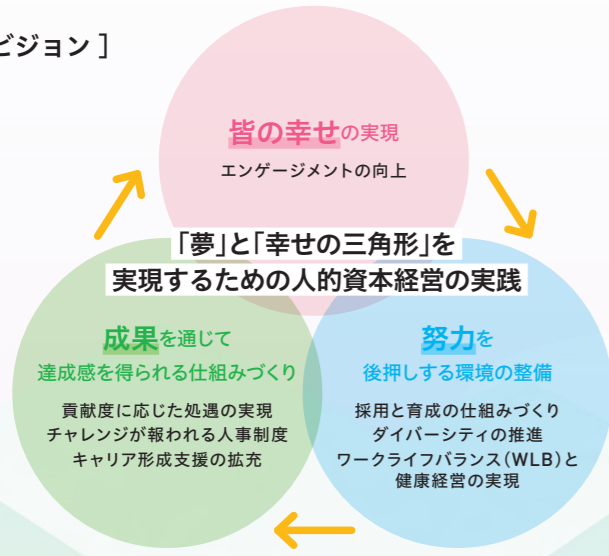 ビジョン ]
皆の幸せの実現
エンゲージメントの向上
「夢」と「幸せの三角形」を
実現するための人的資本経営の実践
成果を通じて
達成感を得られる仕組みづくり
貢献度に応じた処遇の実現
チャレンジが報われる人事制度
キャリア形成支援の拡充
努力を
後押しする環境の整備
採用と育成の仕組みづくり
ダイバーシティの推進
ワークライフバランス(WLB)と
健康経営の実現